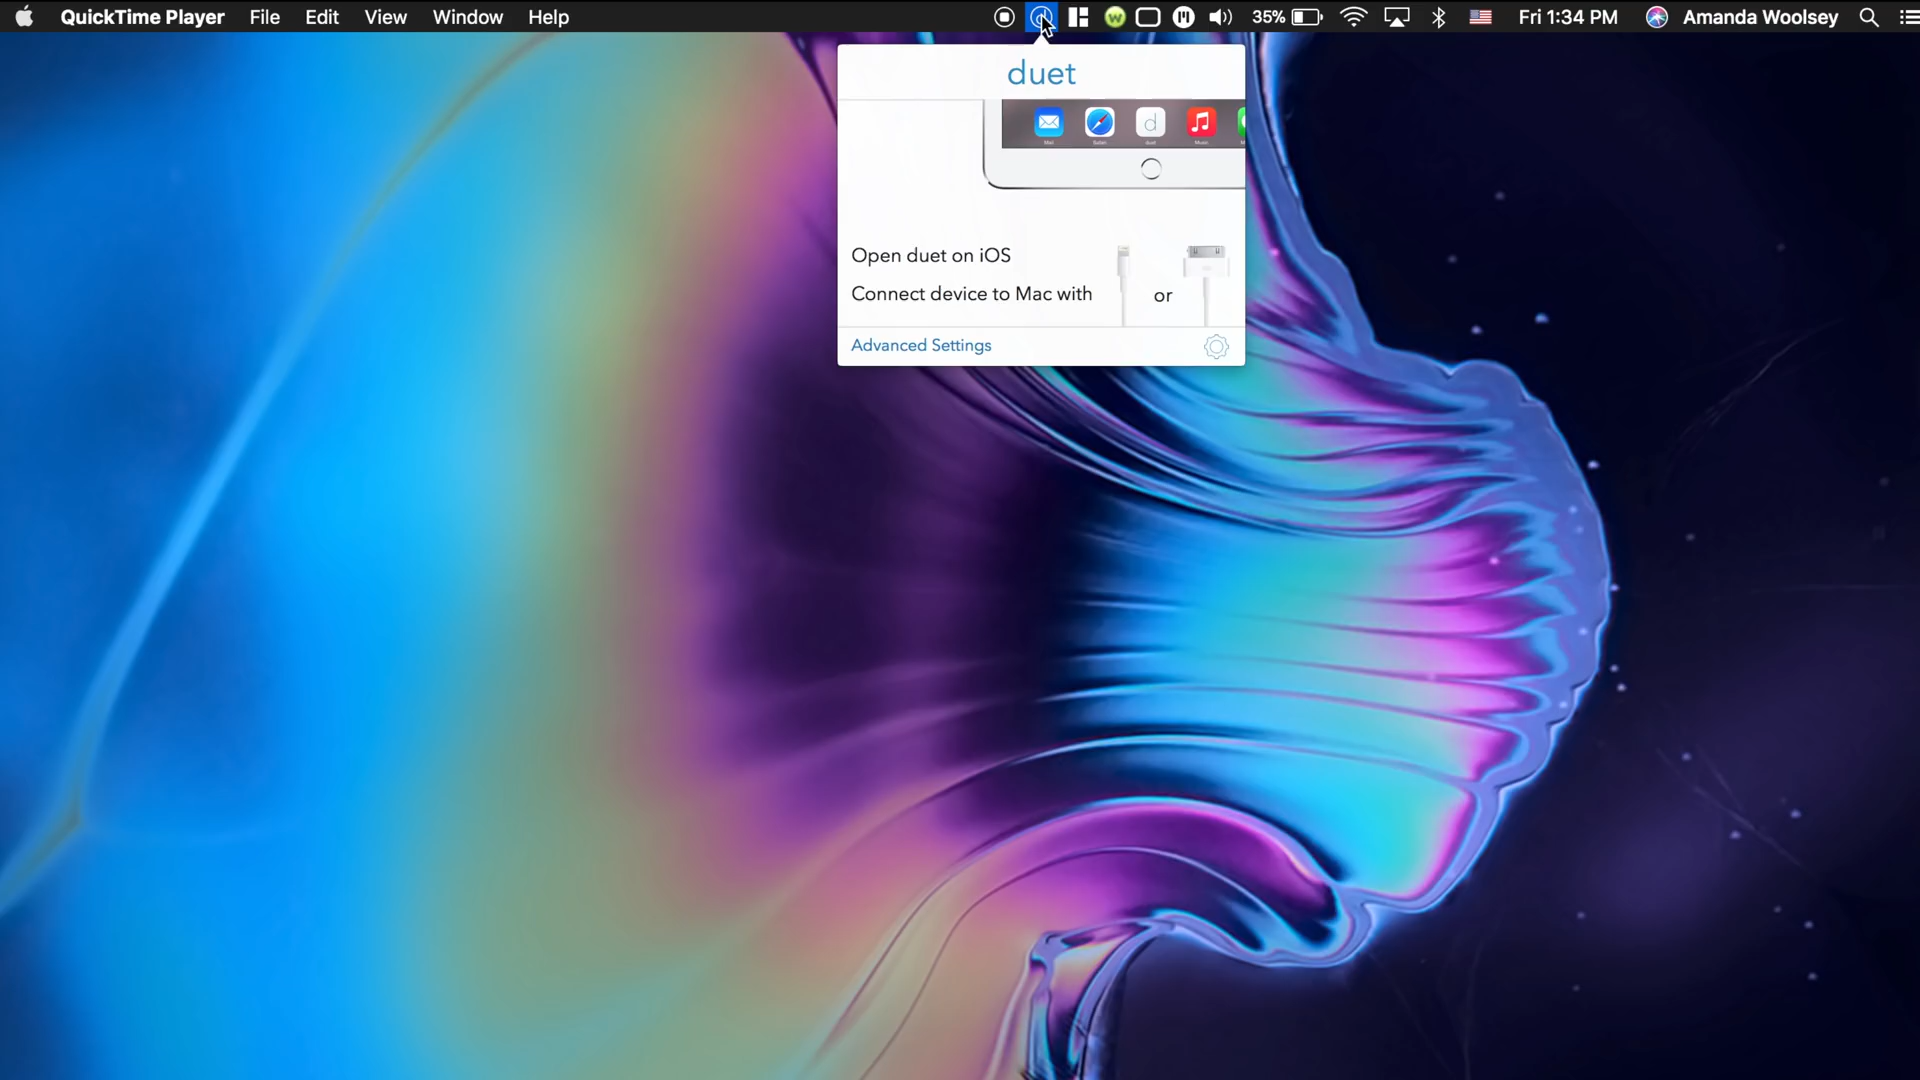 QuickTime Player File Edit View Window Help 35% Fri 1:34 PM Amanda Woolsey
duet
Open duet on iOS
Connect device to Mac with or
Advanced Settings